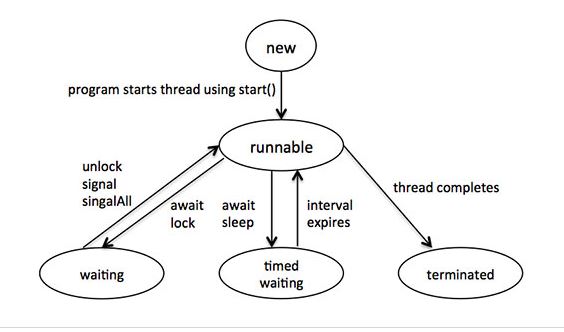 new
program starts thread using start()
runnable
unlock
signal
singalAll
await
lock
await
sleep
interval
expires
thread completes
waiting
timed
waiting
terminated